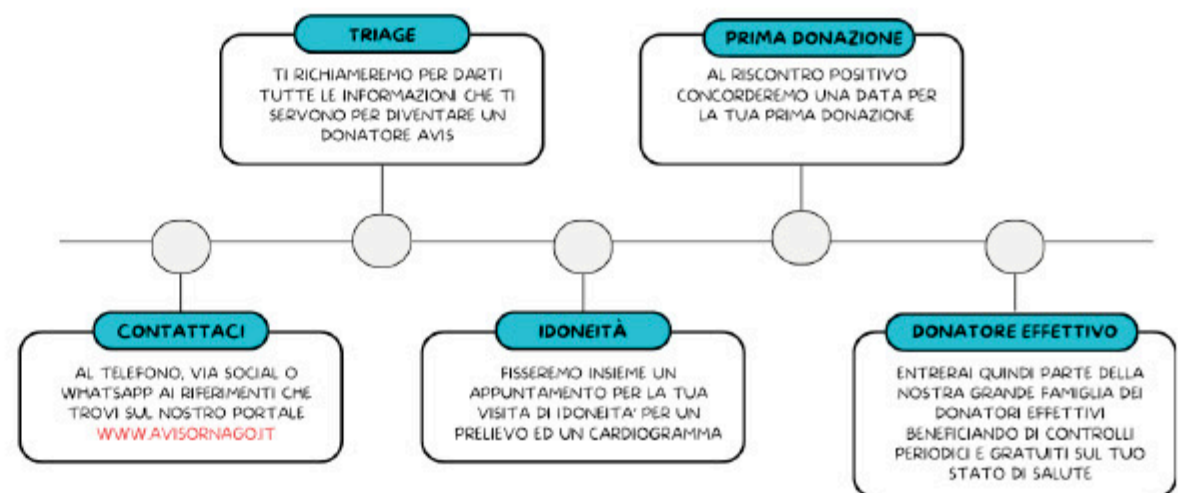 TRIAGE
TI RICHIAMEREMO PER DARTI
TUTTE LE INFORMAZIONI CHE TI
SERVONO PER DIVENTARE UN
DONATORE AVIS
PRIMA DONAZIONE
AL RISCONTRO POSITIVO
CONCORDEREMO UNA DATA PER
LA TUA PRIMA DONAZIONE
CONTATTACI
AL TELEFONO, VIA SOCIAL O
WHATSAPP AI RIFERIMENTI CHE
TROVI SUL NOSTRO PORTALE
WWW.AVISORNAGO.IT
IDONEITÀ
FISSEREMO INSIEME UN
APPUNTAMENTO PER LA TUA
VISITA DI IDONEITA' PER UN
PRELIEVO ED UN CARDIOGRAMMA
DONATORE EFFETTIVO
ENTRERAI QUINDI PARTE DELLA
NOSTRA GRANDE FAMIGLIA DEI
DONATORI EFFETTIVI
BENEFICIANDO DI CONTROLLI
PERIODICI E GRATUITI SUL TUO
STATO DI SALUTE